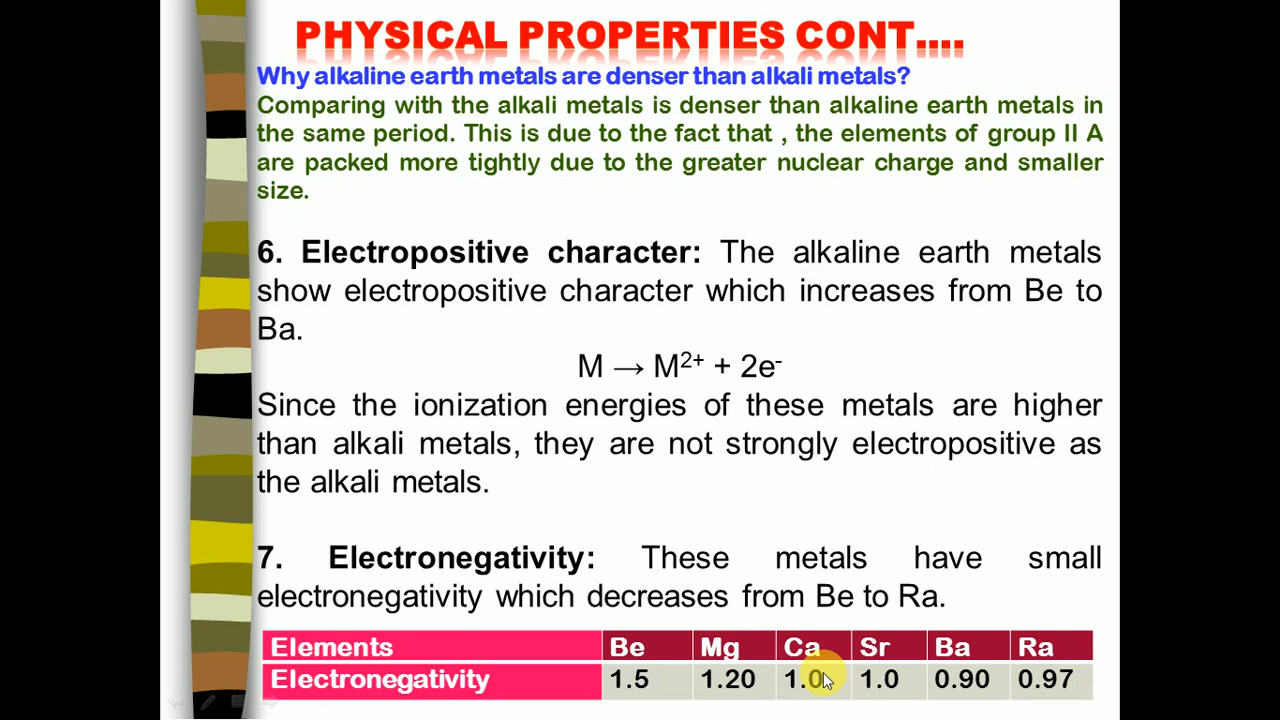 PHYSICAL PROPERTIES CONT....
Why alkaline earth metals are denser than alkali metals?
Comparing with the alkali metals is denser than alkaline earth metals in
the same period. This is due to the fact that , the elements of group II A
are packed more tightly due to the greater nuclear charge and smaller
size.
6. Electropositive character: The alkaline earth metals
show electropositive character which increases from Be to
Ba.
M → M²⁺ + 2e⁻
Since the ionization energies of these metals are higher
than alkali metals, they are not strongly electropositive as
the alkali metals.
7. Electronegativity: These metals have small
electronegativity which decreases from Be to Ra.
Elements Be Mg Ca Sr Ba Ra
Electronegativity 1.5 1.20 1.0 1.0 0.90 0.97